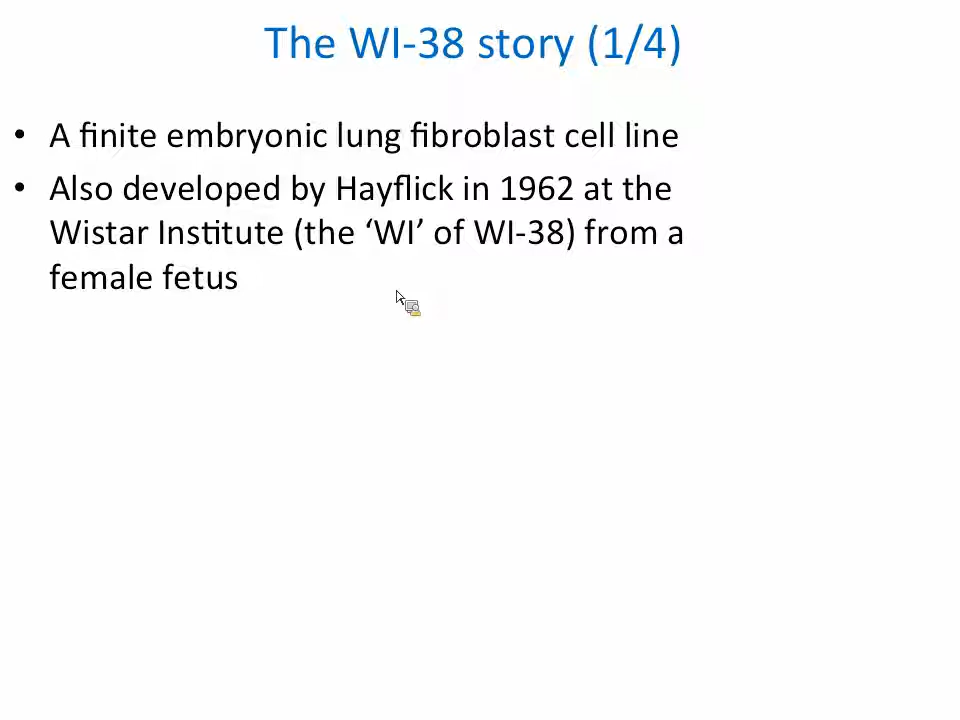 The WI-38 story (1/4)
• A finite embryonic lung fibroblast cell line
• Also developed by Hayflick in 1962 at the
Wistar Institute (the ‘WI’ of WI-38) from a
female fetus